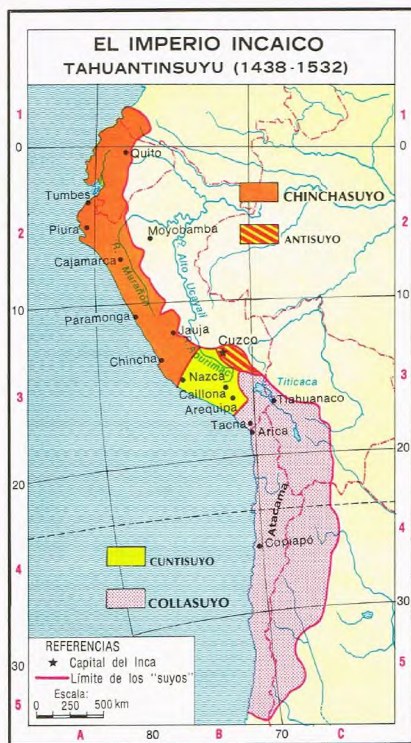 EL IMPERIO INCAICO
TAHUANTINSUYU (1438-1532)
1
1
0
0
Quito
Tumbes
CHINCHASUYO
Piura
2
Moyobamba
ANTISUYO
2
Cajamarca
R. Marañón
Alto Ucayali
10
10
Paramonga
Jauja
Cuzco
Apurimac
Chincha
Titicaca
3
Nazca
Caillona
Tiahuanaco
3
Arequipa
Tacna
Arica
20
20
Atacama
4
Copiapó
4
CUNTISUYO
COLLASUYO
30
REFERENCIAS
★ Capital del Inca
Límite de los "suyos"
5
30
Escala:
0 250 500 km
5
A
80
B
70
C